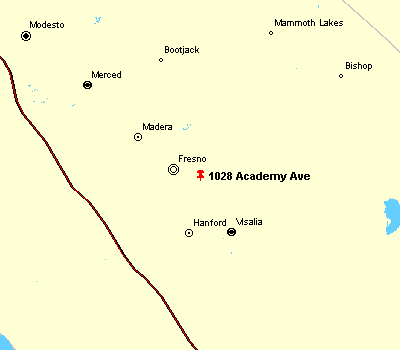 Mammoth Lakes
Modesto
Bootjack
Bishop
Merced
Madera
Fresno
1028 Academy Ave
Hanford
Visalia